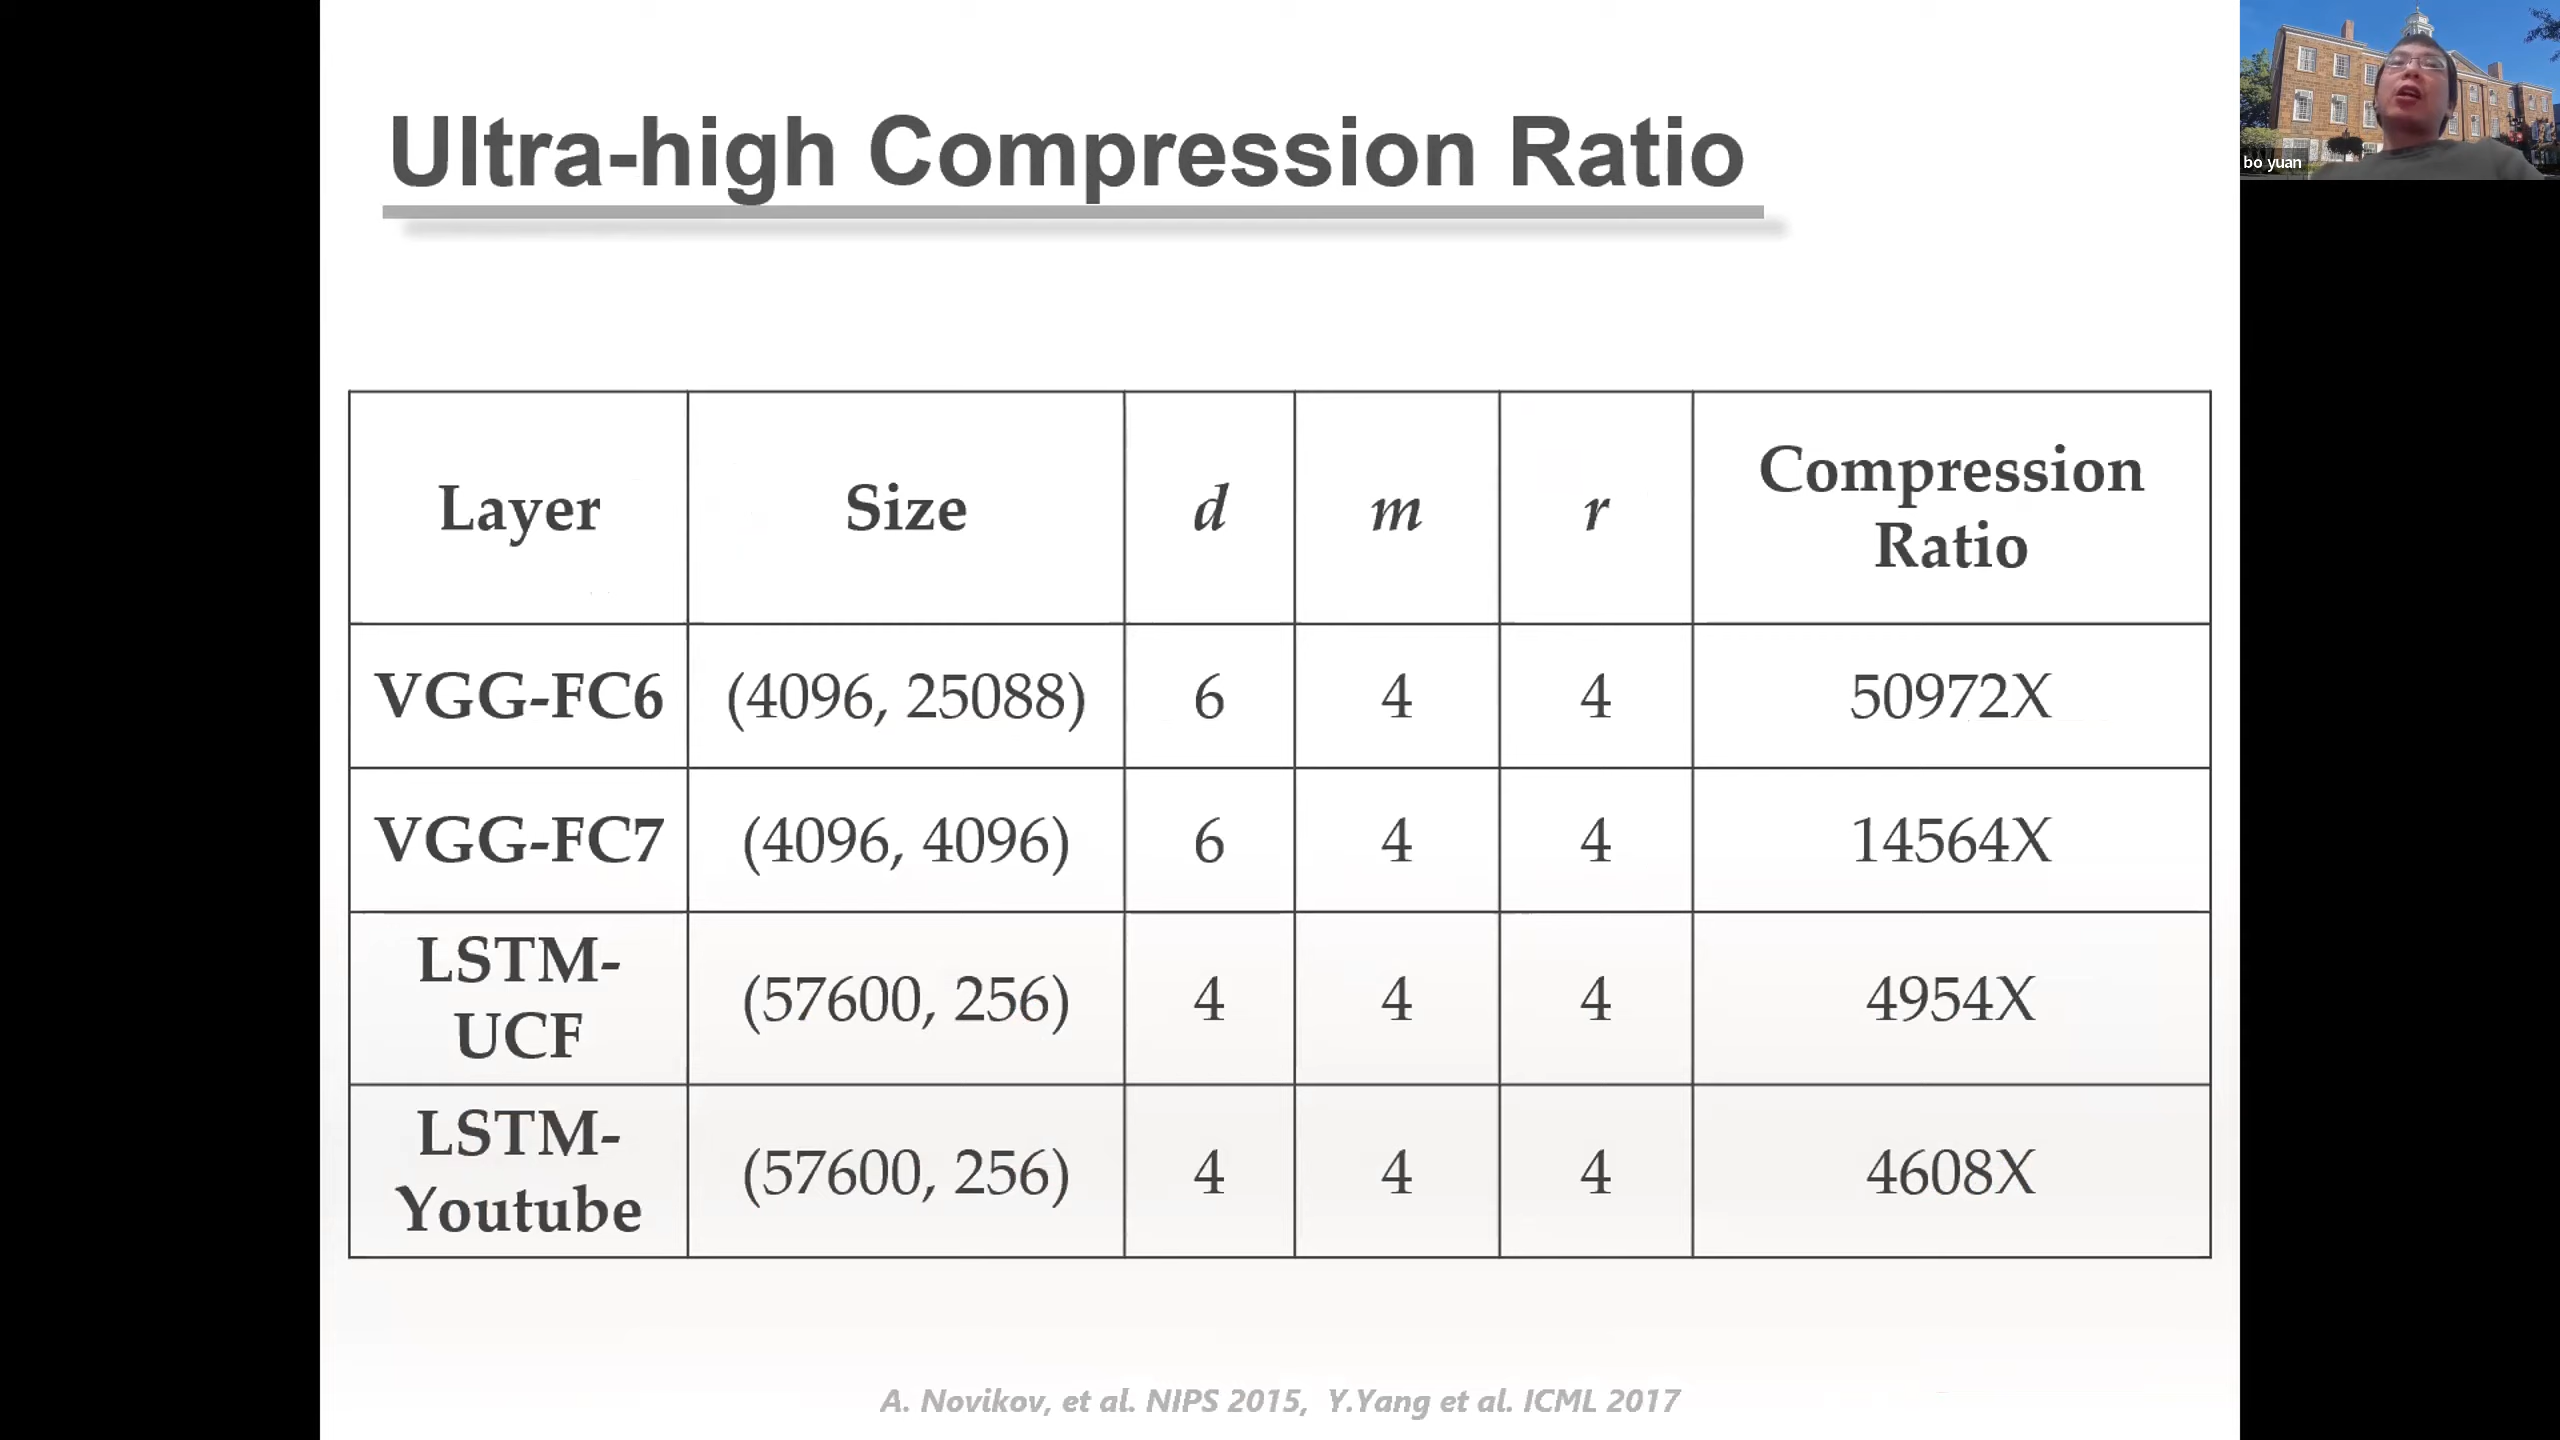 Ultra-high Compression Ratio
bo yuan
Layer Size d m r Compression Ratio
VGG-FC6 (4096, 25088) 6 4 4 50972X
VGG-FC7 (4096, 4096) 6 4 4 14564X
LSTM-UCF (57600, 256) 4 4 4 4954X
LSTM-Youtube (57600, 256) 4 4 4 4608X
A. Novikov, et al. NIPS 2015, Y.Yang et al. ICML 2017